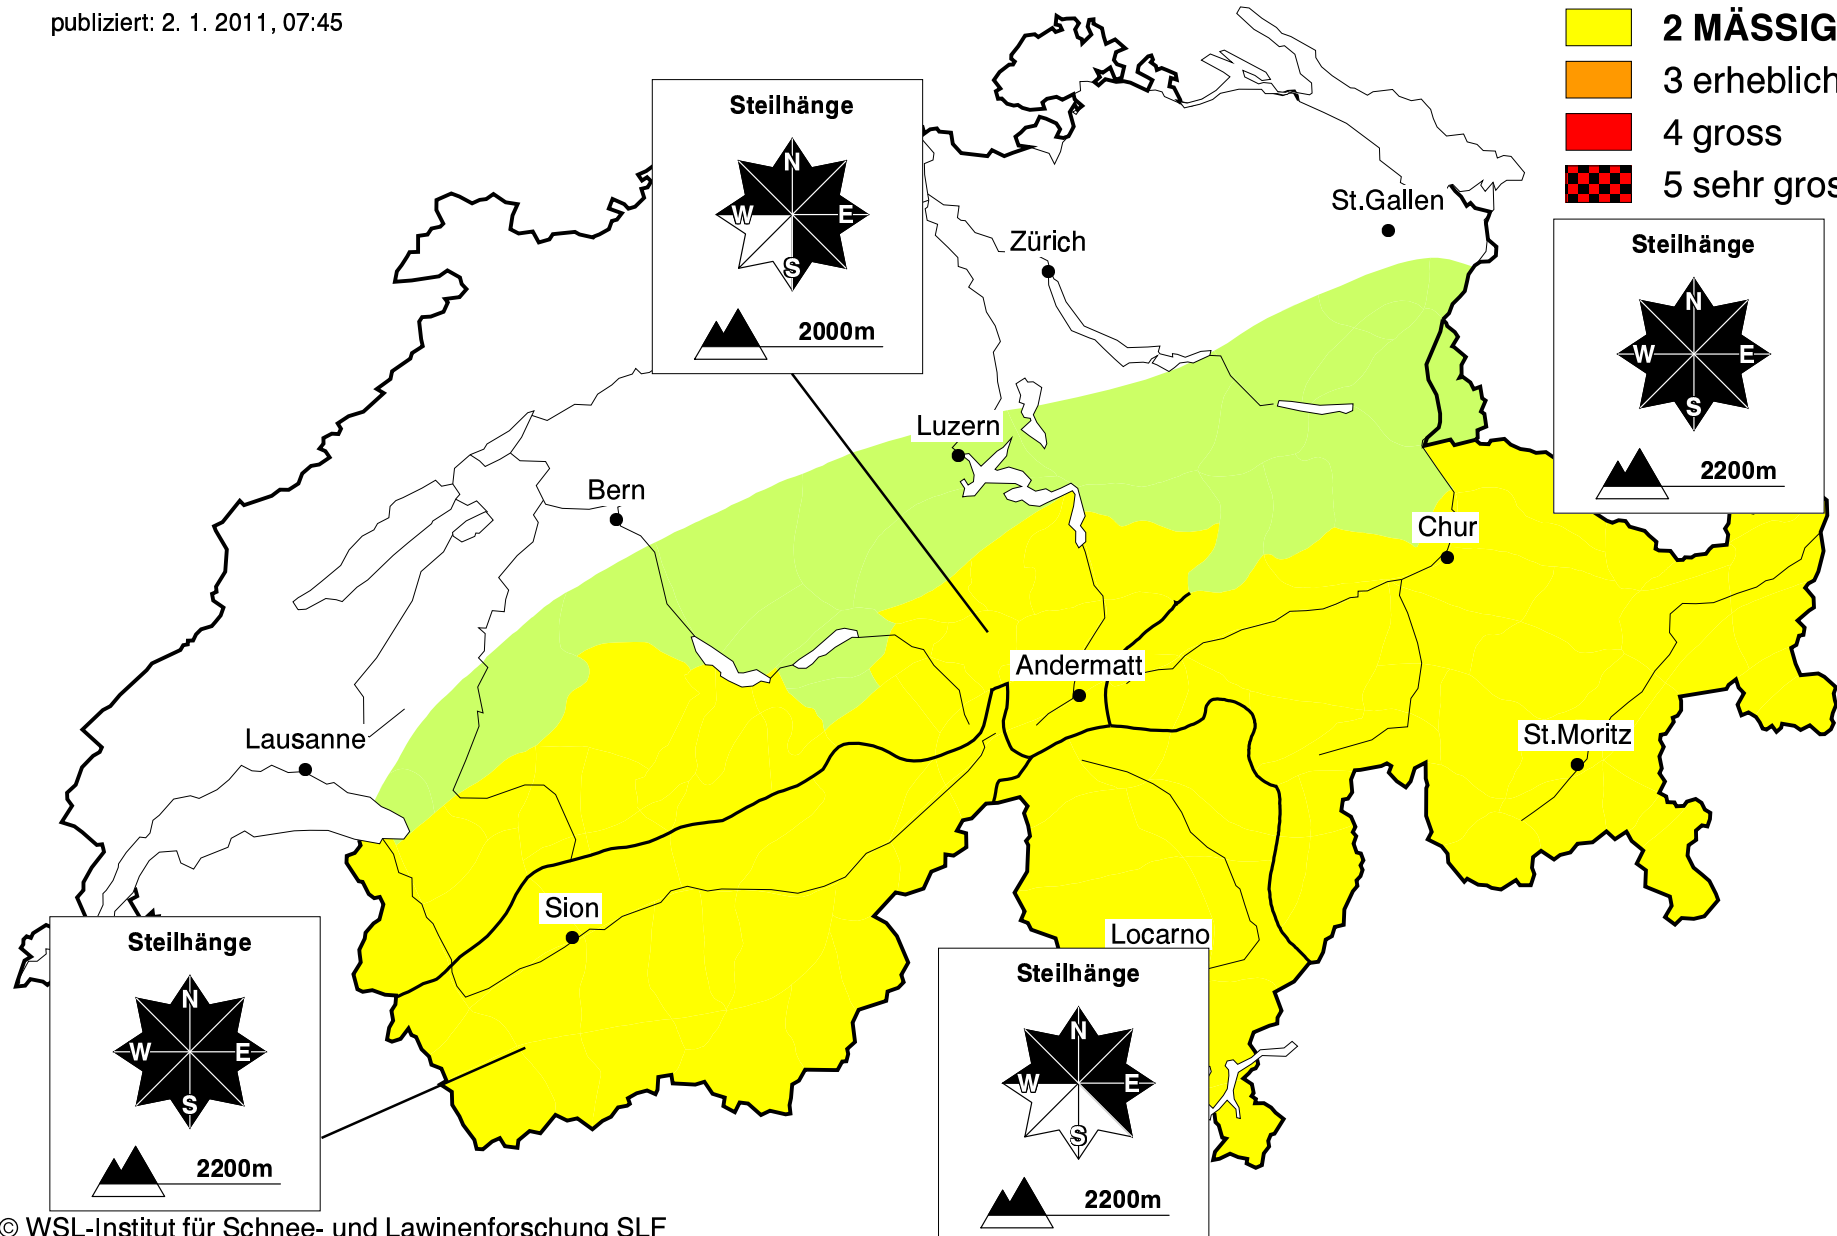 publiziert: 2. 1. 2011, 07:45
2 MÄSSIG
3 erheblich
4 gross
5 sehr gros
Steilhänge
N
W
E
S
2000m
St.Gallen
Zürich
Steilhänge
N
W
E
S
2200m
Luzern
Bern
Chur
Andermatt
Lausanne
St.Moritz
Sion
Locarno
Steilhänge
N
W
E
S
2200m
Steilhänge
N
W
E
S
2200m
© WSL-Institut für Schnee- und Lawinenforschung SLF